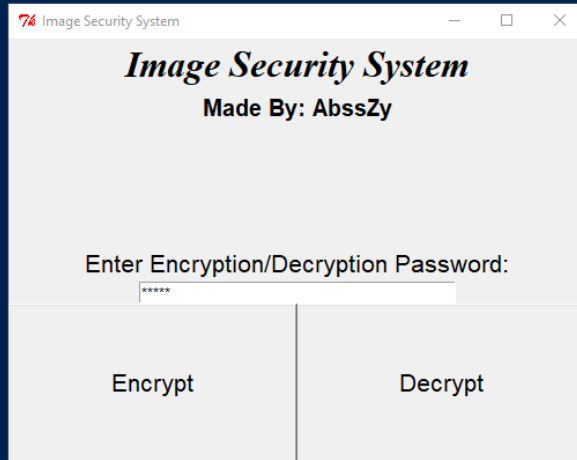 Image Security System
Image Security System
Made By: AbssZy
Enter Encryption/Decryption Password:
*****
Encrypt
Decrypt